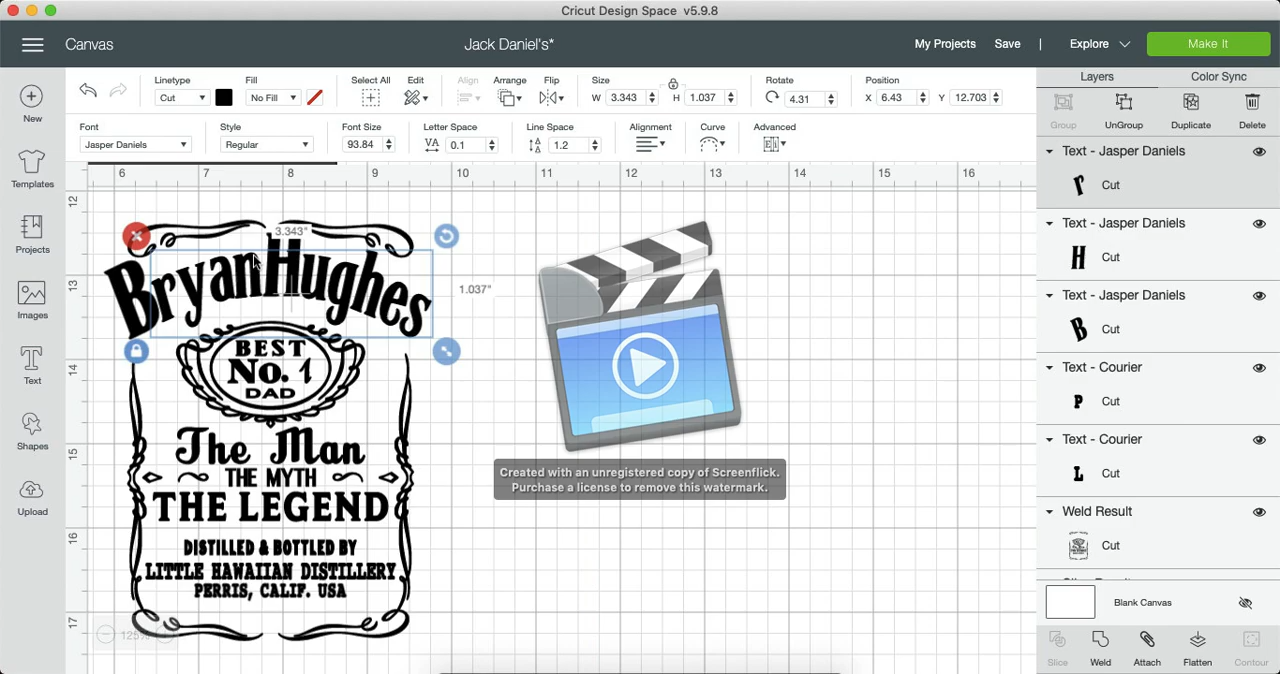 Cricut Design Space v5.9.8
Canvas
Jack Daniel's*
My Projects Save | Explore Make It
Linetype Fill Select All Edit Align Arrange Flip Size Rotate Position
Cut No Fill W 3.343 H 1.037 4.31 X 6.43 Y 12.703
Font Style Font Size Letter Space Line Space Alignment Curve Advanced
Jasper Daniels Regular 93.84 VA 0.1 1.2
New
Templates
Projects
Images
Text
Shapes
Upload
6 7 8 9 10 11 12 13 14 15 16
12
13
14
15
16
17
3.343"
1.037"
BryanHughes
BEST
No. 1
DAD
The Man
THE MYTH
THE LEGEND
DISTILLED & BOTTLED BY
LITTLE HAWAIIAN DISTILLERY
PERRIS, CALIF. USA
125%
Created with an unregistered copy of Screenflick.
Purchase a license to remove this watermark.
Layers Color Sync
Group UnGroup Duplicate Delete
Text - Jasper Daniels
r Cut
Text - Jasper Daniels
H Cut
Text - Jasper Daniels
B Cut
Text - Courier
P Cut
Text - Courier
L Cut
Weld Result
Cut
Blank Canvas
Slice Weld Attach Flatten Contour